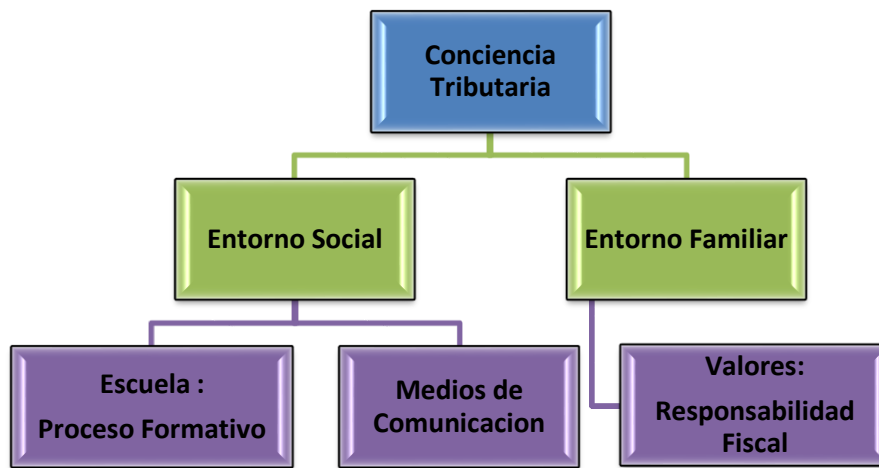 Conciencia
Tributaria
Entorno Social
Entorno Familiar
Escuela :
Proceso Formativo
Medios de
Comunicacion
Valores:
Responsabilidad
Fiscal